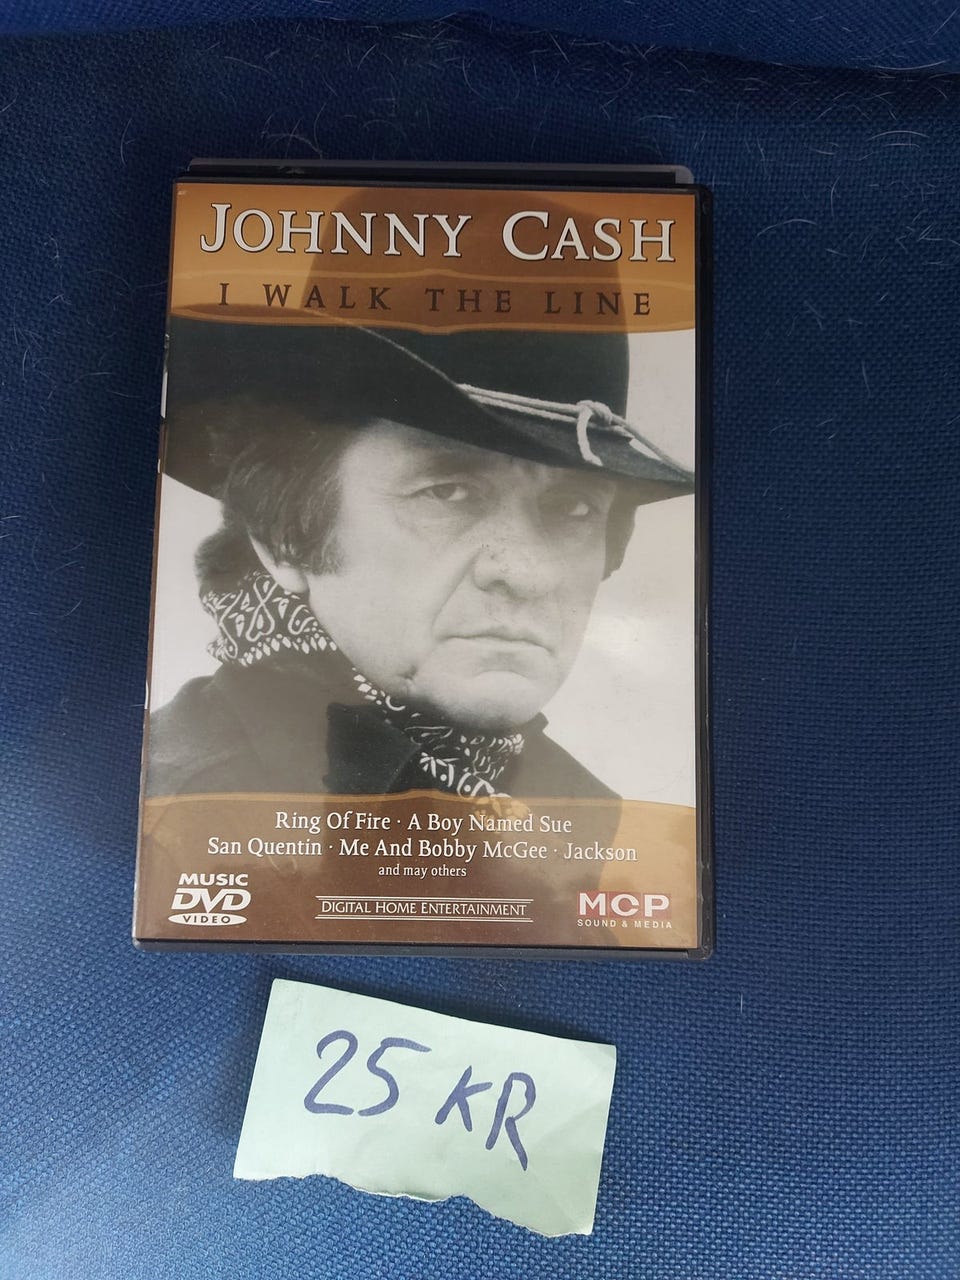 JOHNNY CASH
I WALK THE LINE
Ring Of Fire · A Boy Named Sue
San Quentin · Me And Bobby McGee · Jackson
and may others
MUSIC
DVD
VIDEO
DIGITAL HOME ENTERTAINMENT
MCP
SOUND & MEDIA
25 KR